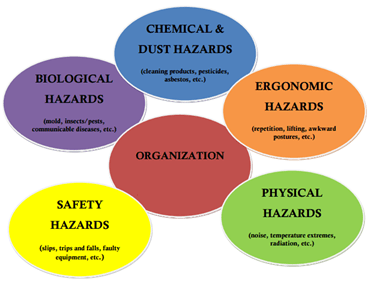 CHEMICAL &
DUST HAZARDS
(cleaning products, pesticides,
asbestos, etc.)
BIOLOGICAL
HAZARDS
(mold, insects/pests,
communicable diseases, etc.)
ERGONOMIC
HAZARDS
(repetition, lifting, awkward
postures, etc.)
ORGANIZATION
SAFETY
HAZARDS
(slips, trips and falls, faulty
equipment, etc.)
PHYSICAL
HAZARDS
(noise, temperature extremes,
radiation, etc.)